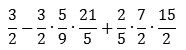 3/2 − 3/2 · 5/9 · 21/5 + 2/5 · 7/2 · 15/2